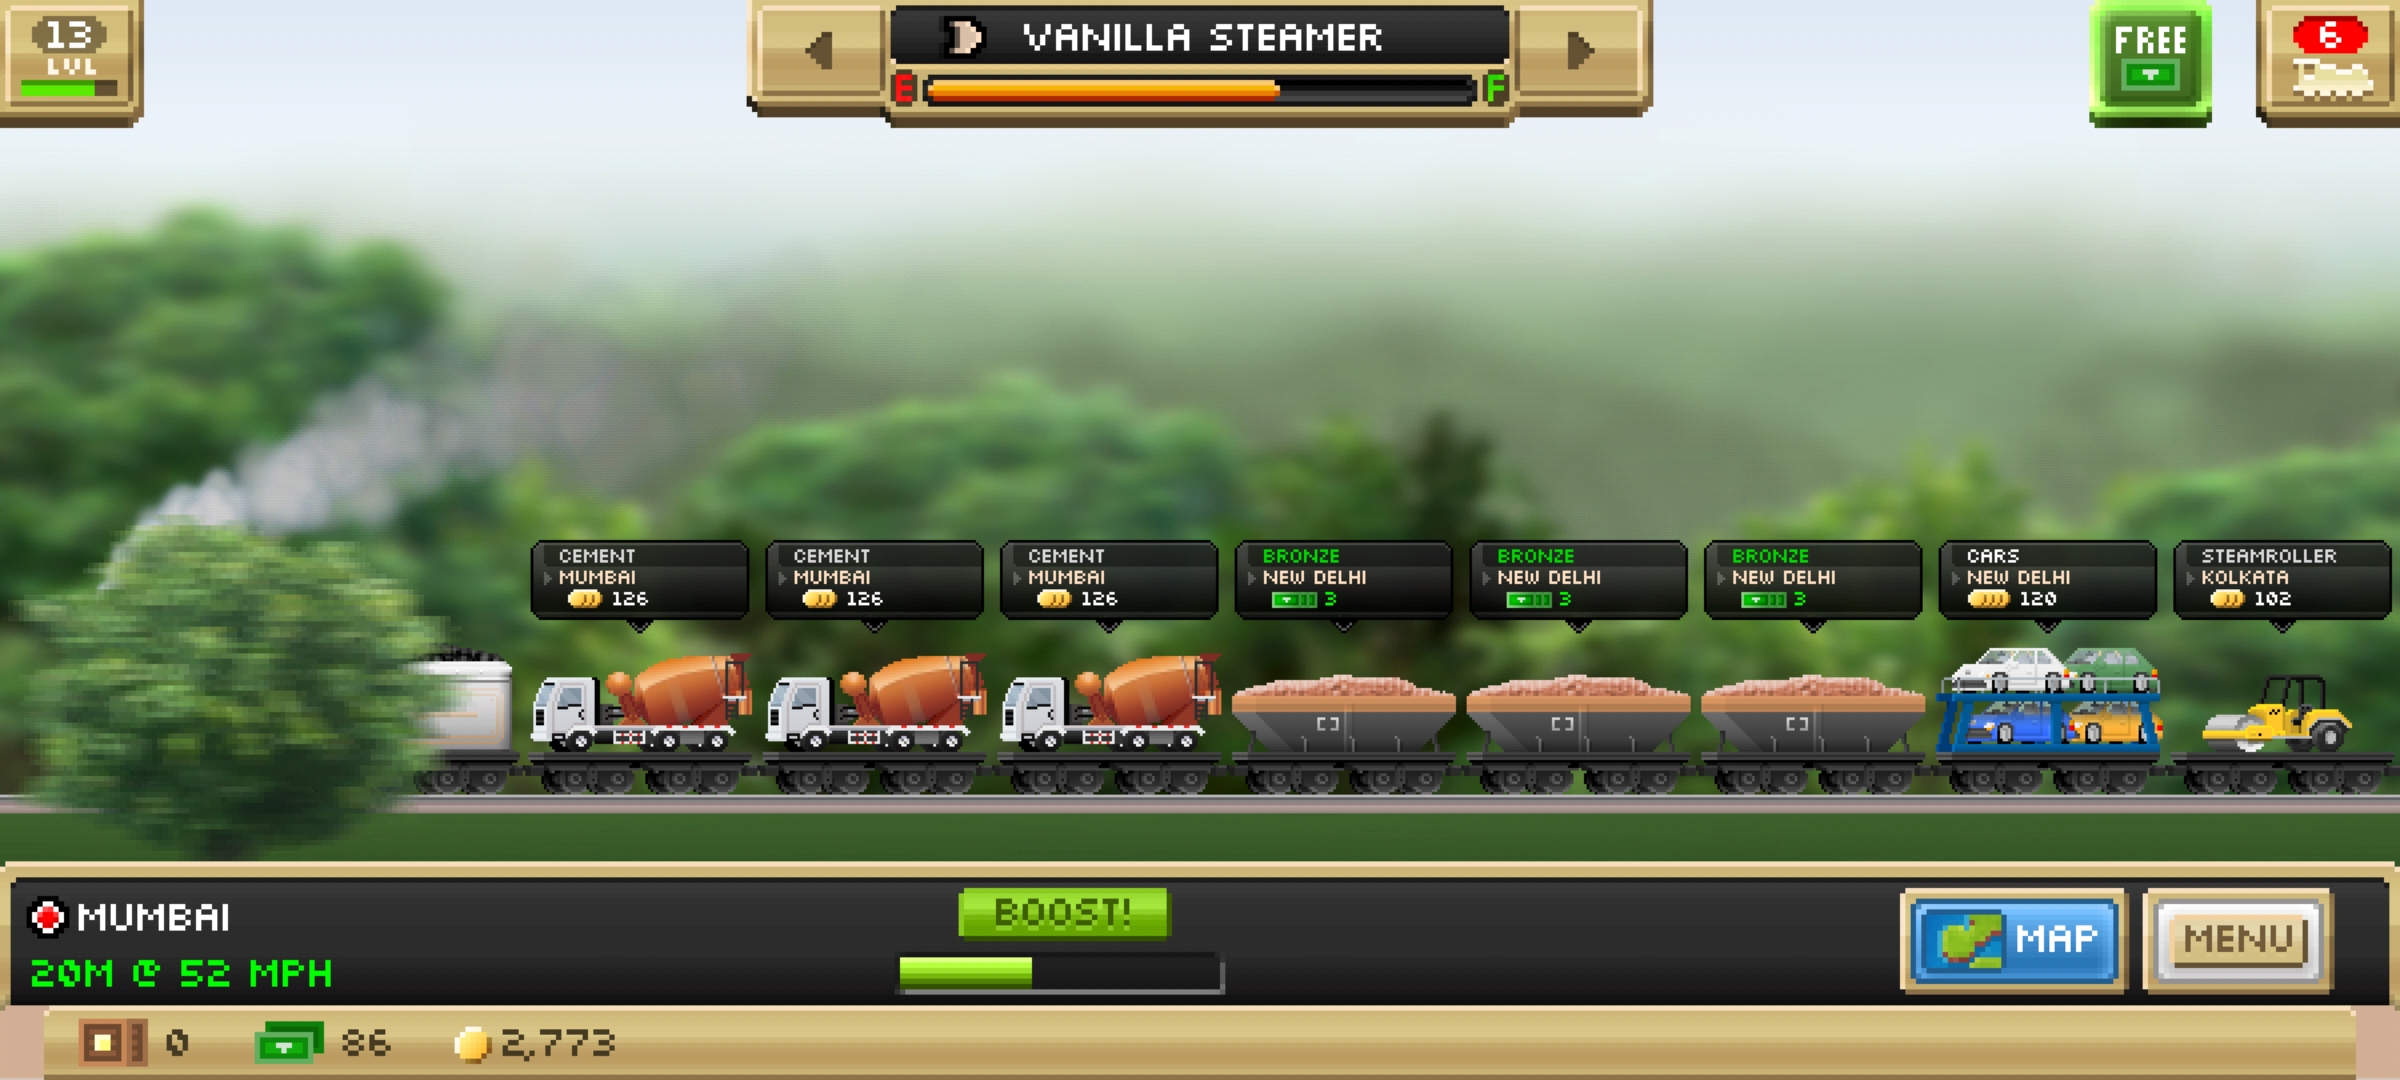 13
LVL
VANILLA STEAMER
E F
FREE
6
CEMENT
MUMBAI
126
CEMENT
MUMBAI
126
CEMENT
MUMBAI
126
BRONZE
NEW DELHI
3
BRONZE
NEW DELHI
3
BRONZE
NEW DELHI
3
CARS
NEW DELHI
120
STEAMROLLER
KOLKATA
102
MUMBAI
20M @ 52 MPH
BOOST!
MAP
MENU
0
86
2,773